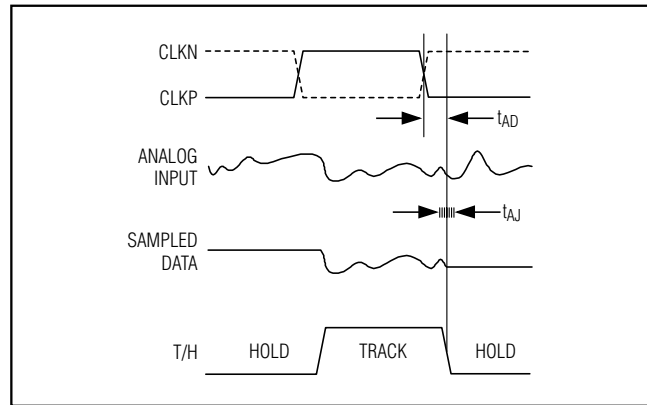 CLKN
CLKP
tAD
ANALOG
INPUT
tAJ
SAMPLED
DATA
T/H
HOLD
TRACK
HOLD